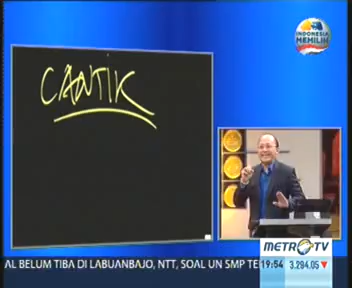 INDONESIA
MEMILIH
CANTIK
METRO TV
AL BELUM TIBA DI LABUANBAJO, NTT, SOAL UN SMP TE
19:54
3.294.05